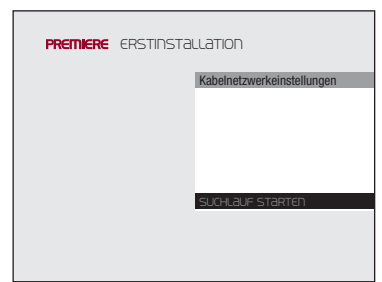 PREMIERE ERSTINSTALLATION
Kabelnetzwerkeinstellungen
SUCHLAUF STARTEN